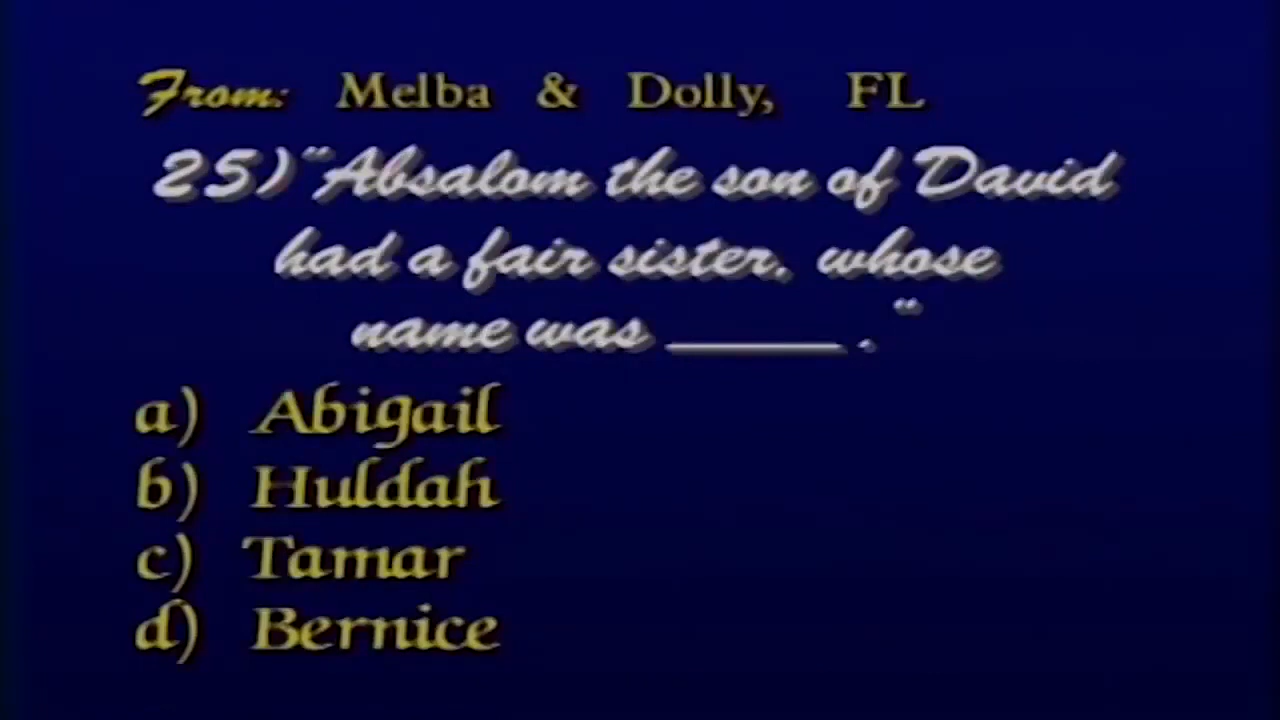 From: Melba & Dolly, FL
25) "Absalom the son of David
had a fair sister, whose
name was ______ ."
a) Abigail
b) Huldah
c) Tamar
d) Bernice